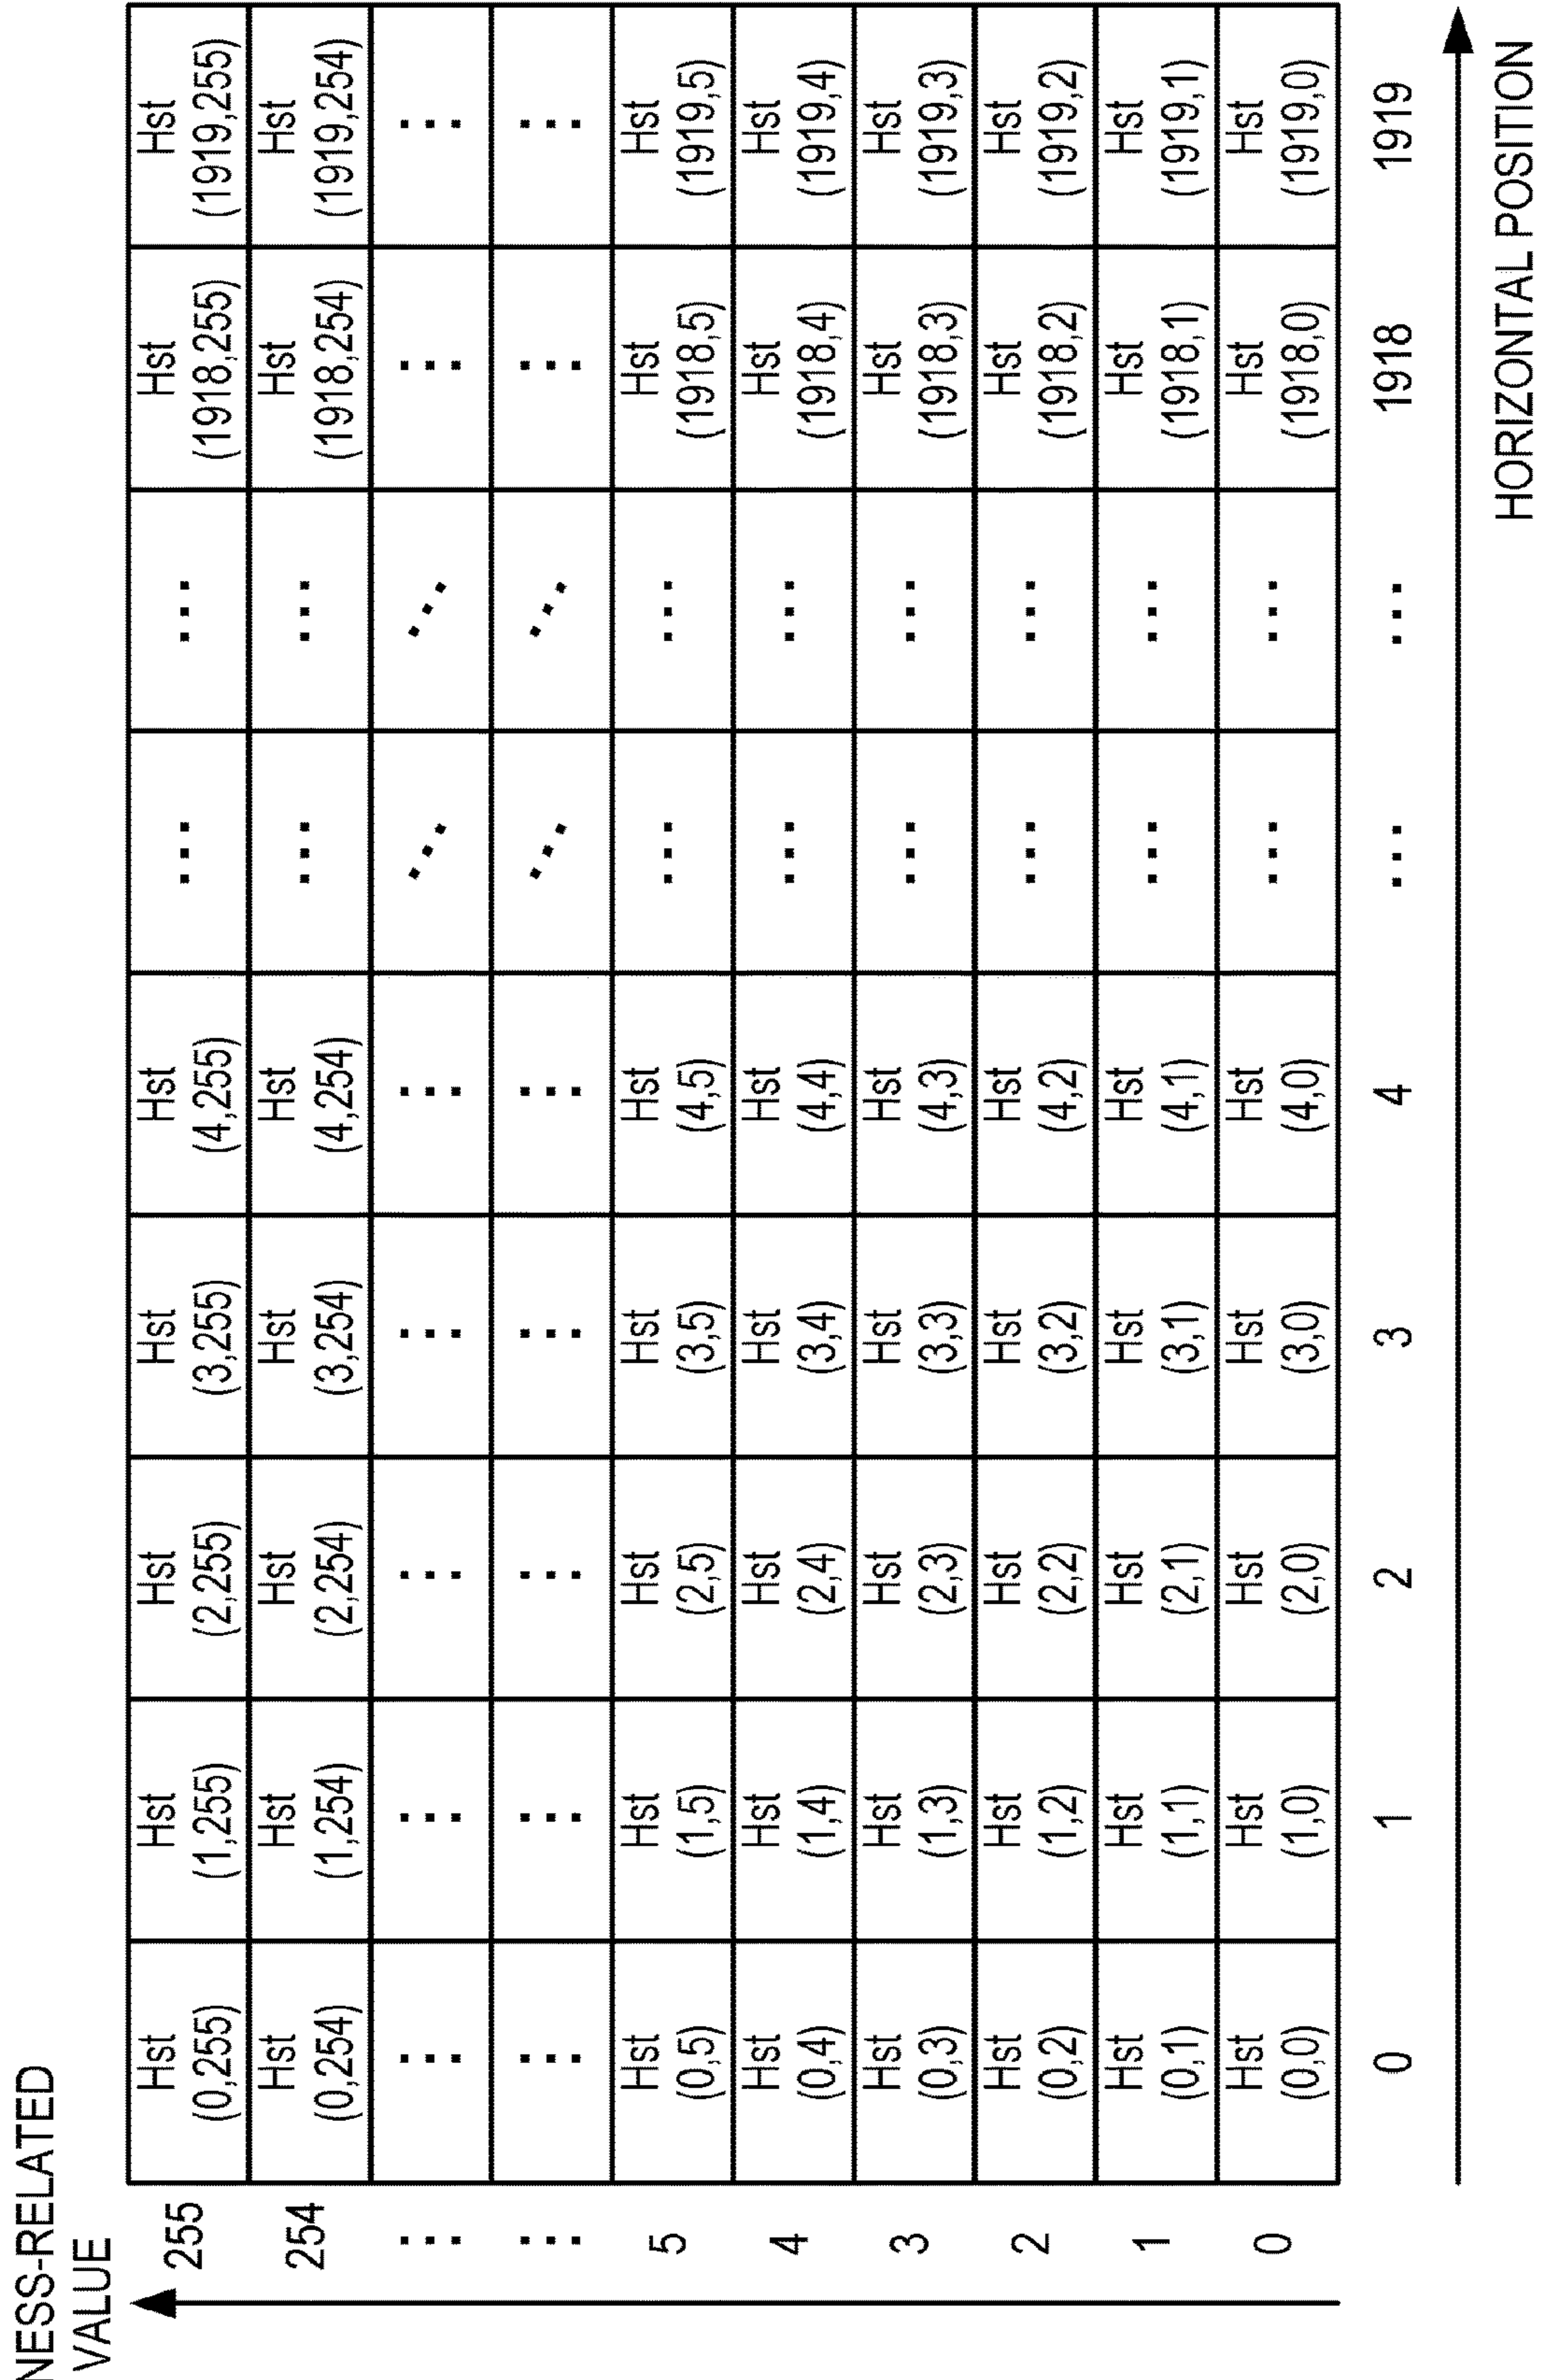 NESS-RELATED
VALUE
255 Hst (0,255) Hst (1,255) Hst (2,255) Hst (3,255) Hst (4,255) ... ... Hst (1918,255) Hst (1919,255)
254 Hst (0,254) Hst (1,254) Hst (2,254) Hst (3,254) Hst (4,254) ... ... Hst (1918,254) Hst (1919,254)
... ... ... ... ... ... ... ... ... ...
... ... ... ... ... ... ... ... ... ...
5 Hst (0,5) Hst (1,5) Hst (2,5) Hst (3,5) Hst (4,5) ... ... Hst (1918,5) Hst (1919,5)
4 Hst (0,4) Hst (1,4) Hst (2,4) Hst (3,4) Hst (4,4) ... ... Hst (1918,4) Hst (1919,4)
3 Hst (0,3) Hst (1,3) Hst (2,3) Hst (3,3) Hst (4,3) ... ... Hst (1918,3) Hst (1919,3)
2 Hst (0,2) Hst (1,2) Hst (2,2) Hst (3,2) Hst (4,2) ... ... Hst (1918,2) Hst (1919,2)
1 Hst (0,1) Hst (1,1) Hst (2,1) Hst (3,1) Hst (4,1) ... ... Hst (1918,1) Hst (1919,1)
0 Hst (0,0) Hst (1,0) Hst (2,0) Hst (3,0) Hst (4,0) ... ... Hst (1918,0) Hst (1919,0)
0 1 2 3 4 ... ... 1918 1919
HORIZONTAL POSITION